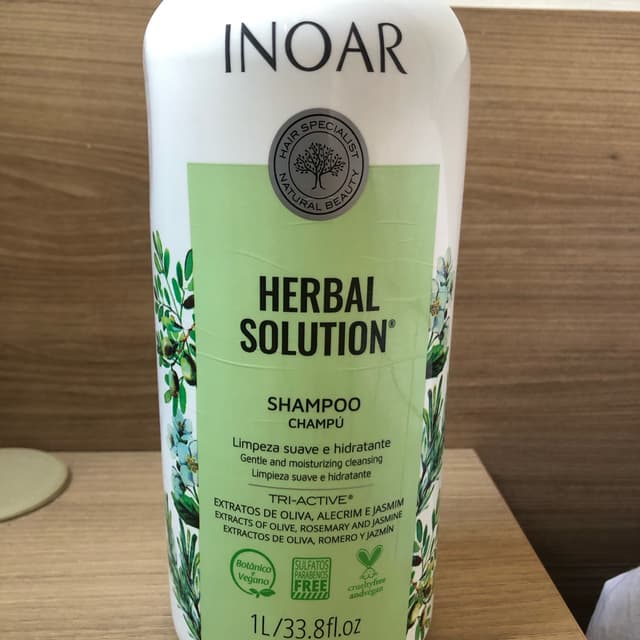 INOAR
HAIR SPECIALIST
NATURAL BEAUTY
HERBAL
SOLUTION®
SHAMPOO
CHAMPÚ
Limpeza suave e hidratante
Gentle and moisturizing cleansing
Limpieza suave e hidratante
TRI-ACTIVE®
EXTRATOS DE OLIVA, ALECRIM E JASMIM
EXTRACTS OF OLIVE, ROSEMARY AND JASMINE
EXTRACTOS DE OLIVA, ROMERO Y JAZMÍN
Botânico
e
Vegano
SULFATOS
PARABENOS
FREE
crueltyfree
andvegan
1L/33.8fl.oz